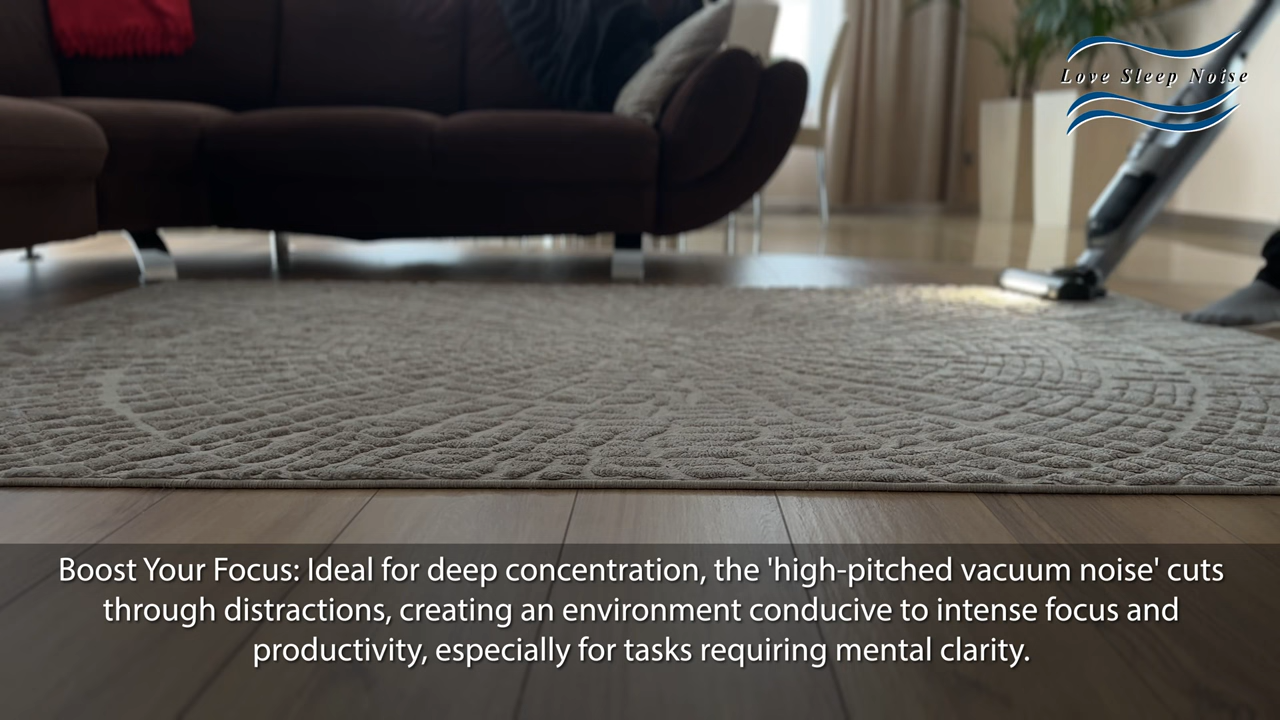 Love Sleep Noise
Boost Your Focus: Ideal for deep concentration, the 'high-pitched vacuum noise' cuts
through distractions, creating an environment conducive to intense focus and
productivity, especially for tasks requiring mental clarity.